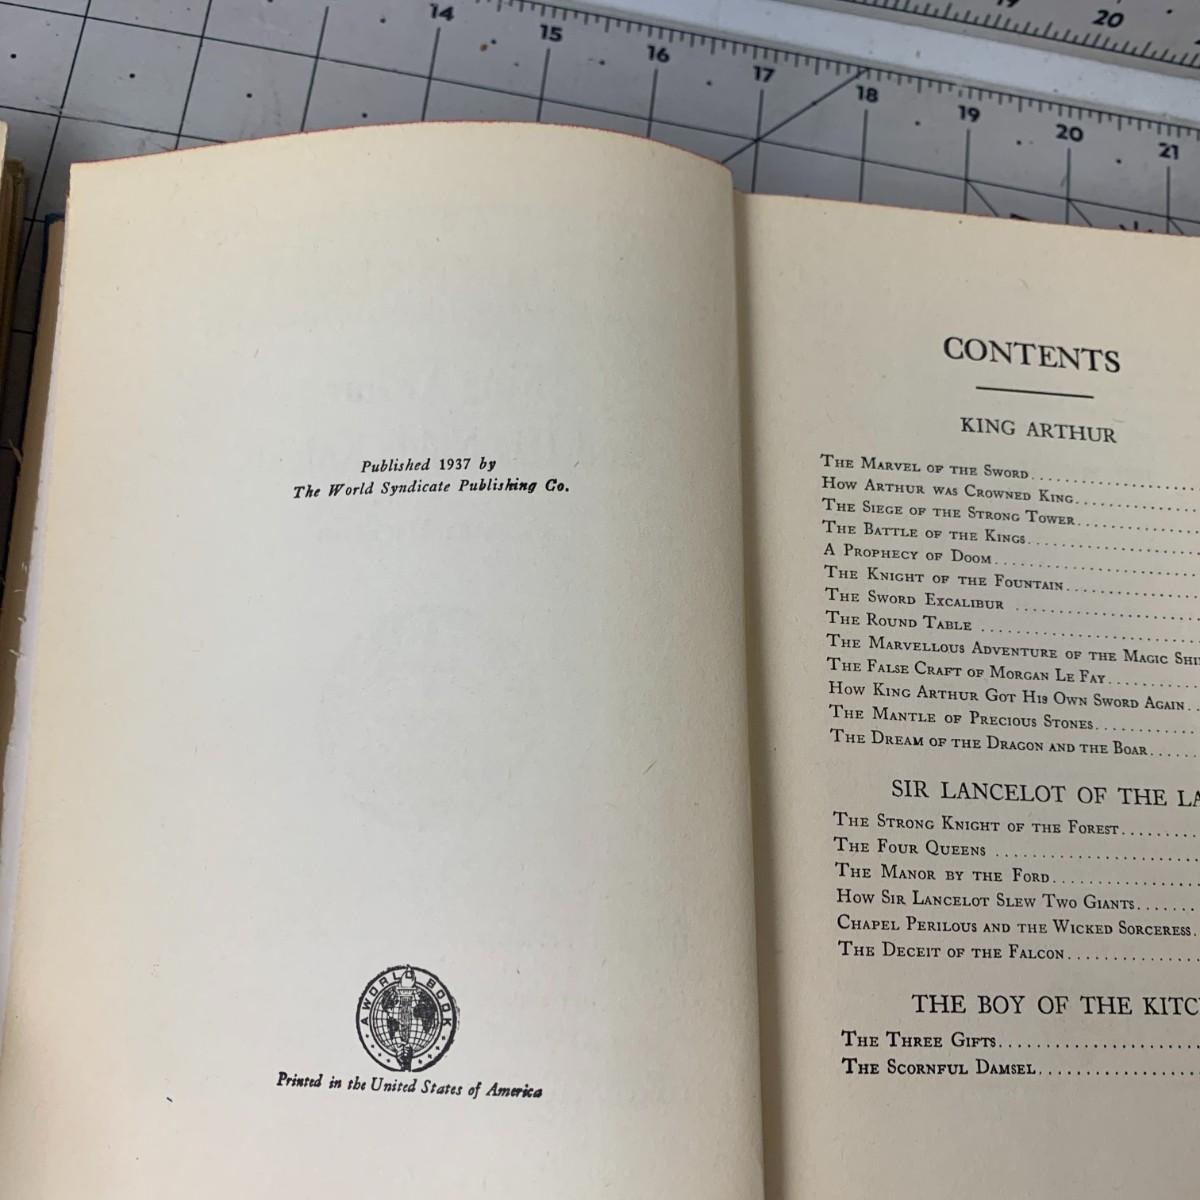 14
15
16
17
18
19
20
21
19
20
Published 1937 by
The World Syndicate Publishing Co.
A WORLD BOOK
Printed in the United States of America
CONTENTS
KING ARTHUR
The Marvel of the Sword
How Arthur was Crowned King
The Siege of the Strong Tower
The Battle of the Kings
A Prophecy of Doom
The Knight of the Fountain
The Sword Excalibur
The Round Table
The Marvellous Adventure of the Magic
The False Craft of Morgan Le Fay
How King Arthur Got His Own Sword Again
The Mantle of Precious Stones
The Dream of the Dragon and the Boar
SIR LANCELOT OF THE
The Strong Knight of the Forest
The Four Queens
The Manor by the Ford
How Sir Lancelot Slew Two Giants
Chapel Perilous and the Wicked Sorceress
The Deceit of the Falcon
THE BOY OF THE
The Three Gifts
The Scornful Damsel